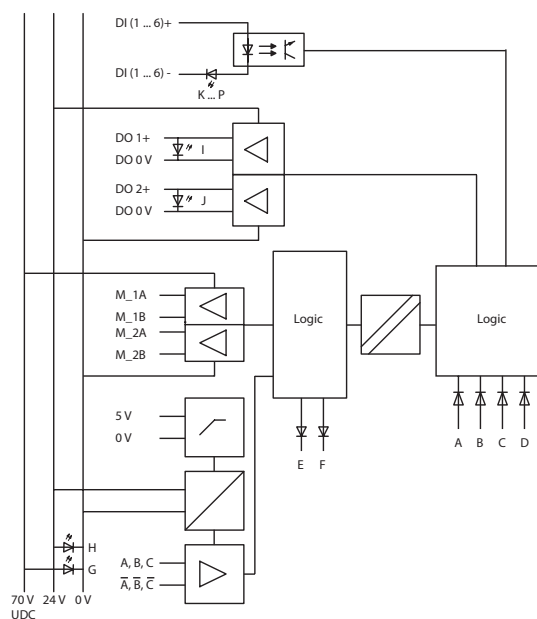 DI (1 ... 6)+
DI (1 ... 6) -
K ... P
DO 1+
I
DO 0 V
DO 2+
J
DO 0 V
M_1A
M_1B
M_2A
M_2B
Logic
Logic
A B C D
5 V
0 V
E F
H
G
A, B, C
A̅, B̅, C̅
70 V 24 V 0 V
UDC